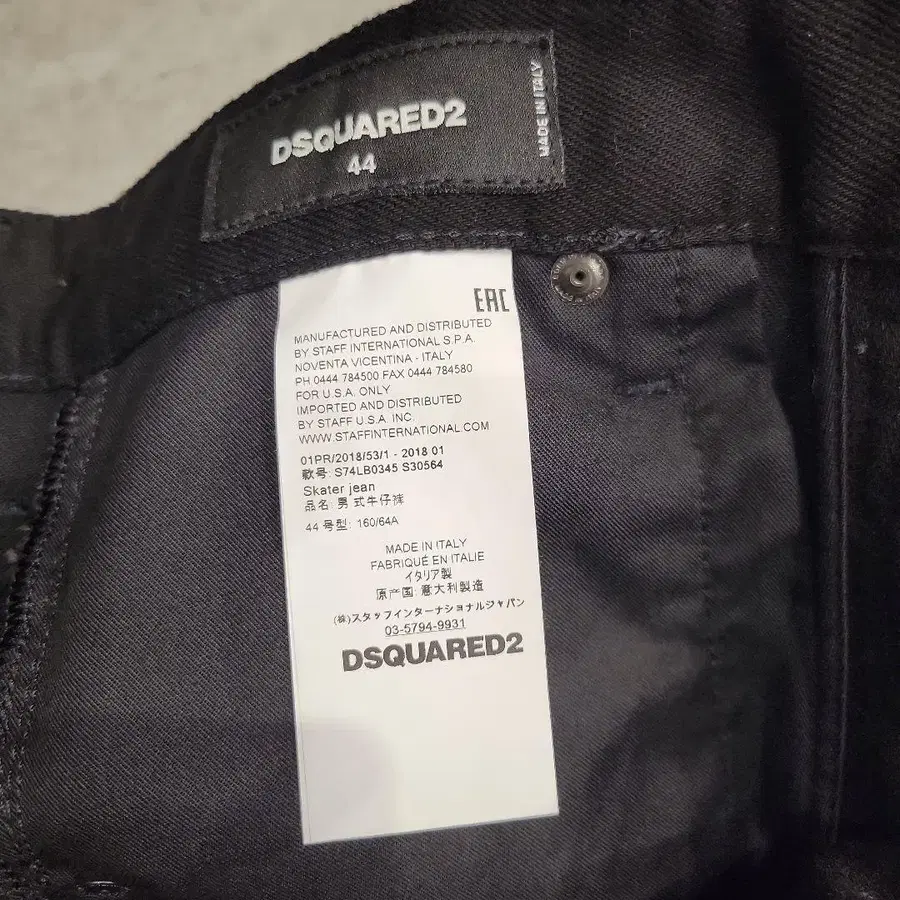 DSQUARED2
44
MADE IN ITALY
EAC
MANUFACTURED AND DISTRIBUTED
BY STAFF INTERNATIONAL S.P.A.
NOVENTA VICENTINA - ITALY
PH 0444 784500 FAX 0444 784580
FOR U.S.A. ONLY
IMPORTED AND DISTRIBUTED
BY STAFF U.S.A. INC.
WWW.STAFFINTERNATIONAL.COM
01PR/2018/53/1 - 2018 01
款号: S74LB0345 S30564
Skater jean
品名: 男式牛仔裤
44 号型: 160/64A
MADE IN ITALY
FABRIQUÉ EN ITALIE
イタリア製
原产国: 意大利製造
(株)スタッフインターナショナルジャパン
03-5794-9931
DSQUARED2